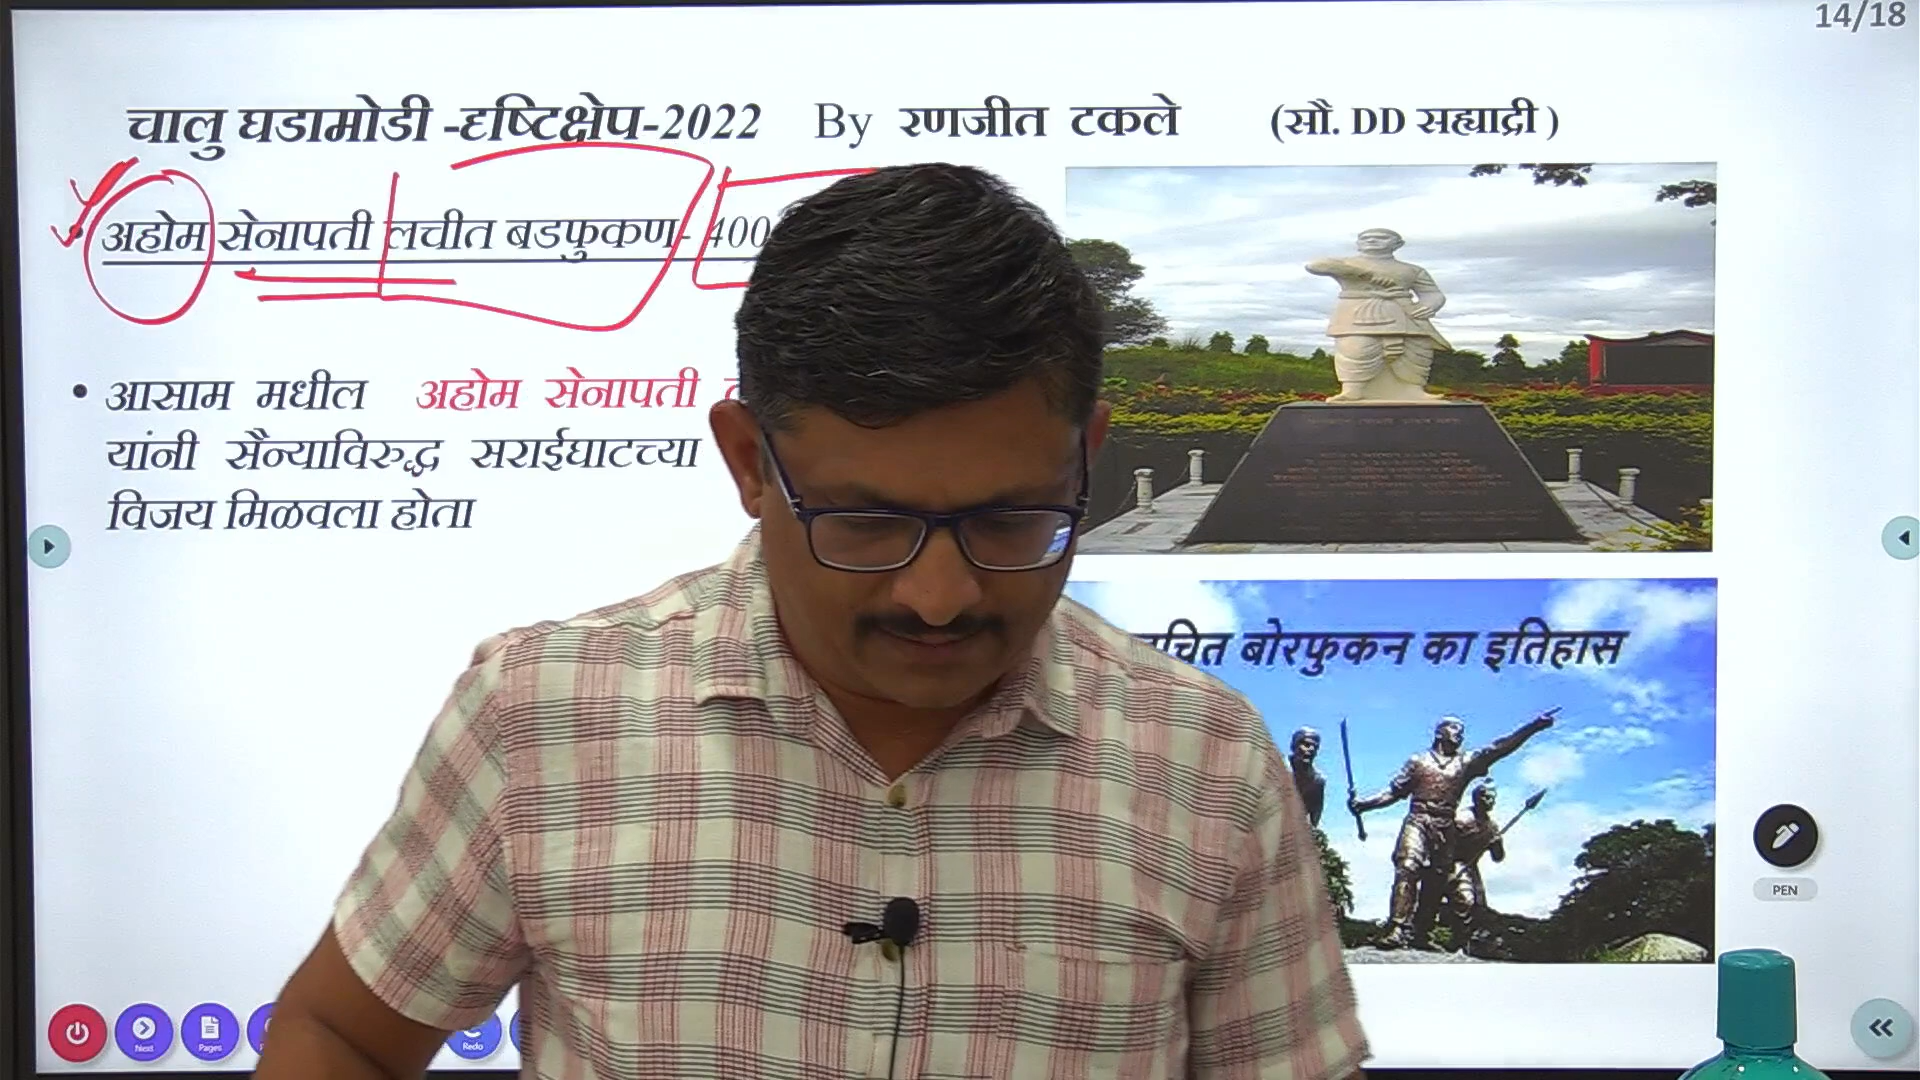 14/18
चालु घडामोडी -दृष्टिक्षेप-2022 By रणजीत टकले (सौ. DD सह्याद्री )
अहोम सेनापती लचीत बडफुकण- 400
• आसाम मधील अहोम सेनापती
यांनी सैन्याविरुद्ध सराईघाटच्या
विजय मिळवला होता
बोरफुकन का इतिहास
PEN
Next
Pages
Redo